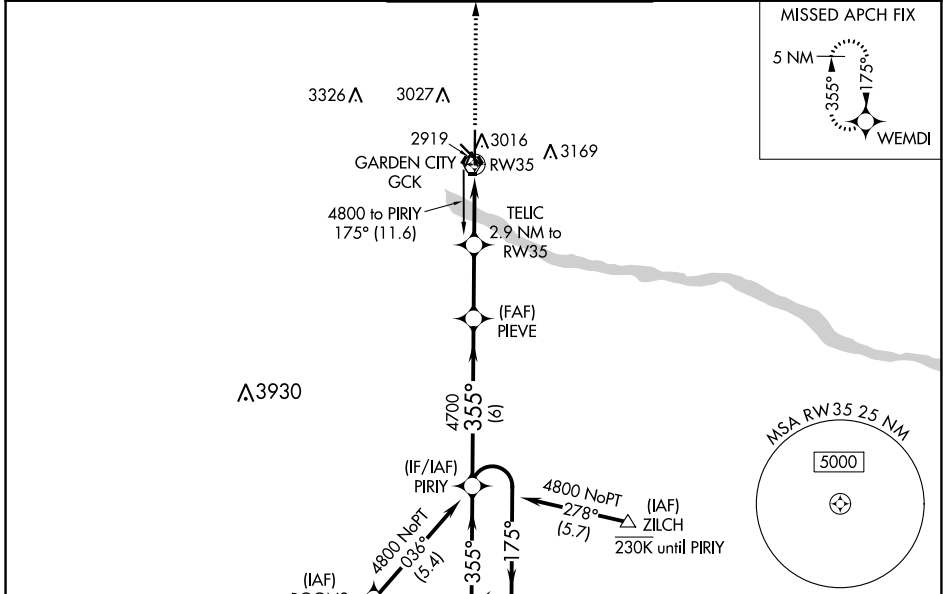 MISSED APCH FIX
5 NM
355°
175°
WEMDI
3326
3027
2919
3016
3169
GARDEN CITY
GCK
RW35
4800 to PIRIY
175° (11.6)
TELIC
2.9 NM to
RW35
(FAF)
PIEVE
3930
4700
355°
(6)
MSA RW35 25 NM
5000
(IF/IAF)
PIRIY
4800 NoPT
278°
(5.7)
(IAF)
ZILCH
230K until PIRIY
4800 NoPT
036°
(5.4)
355°
175°
(IAF)